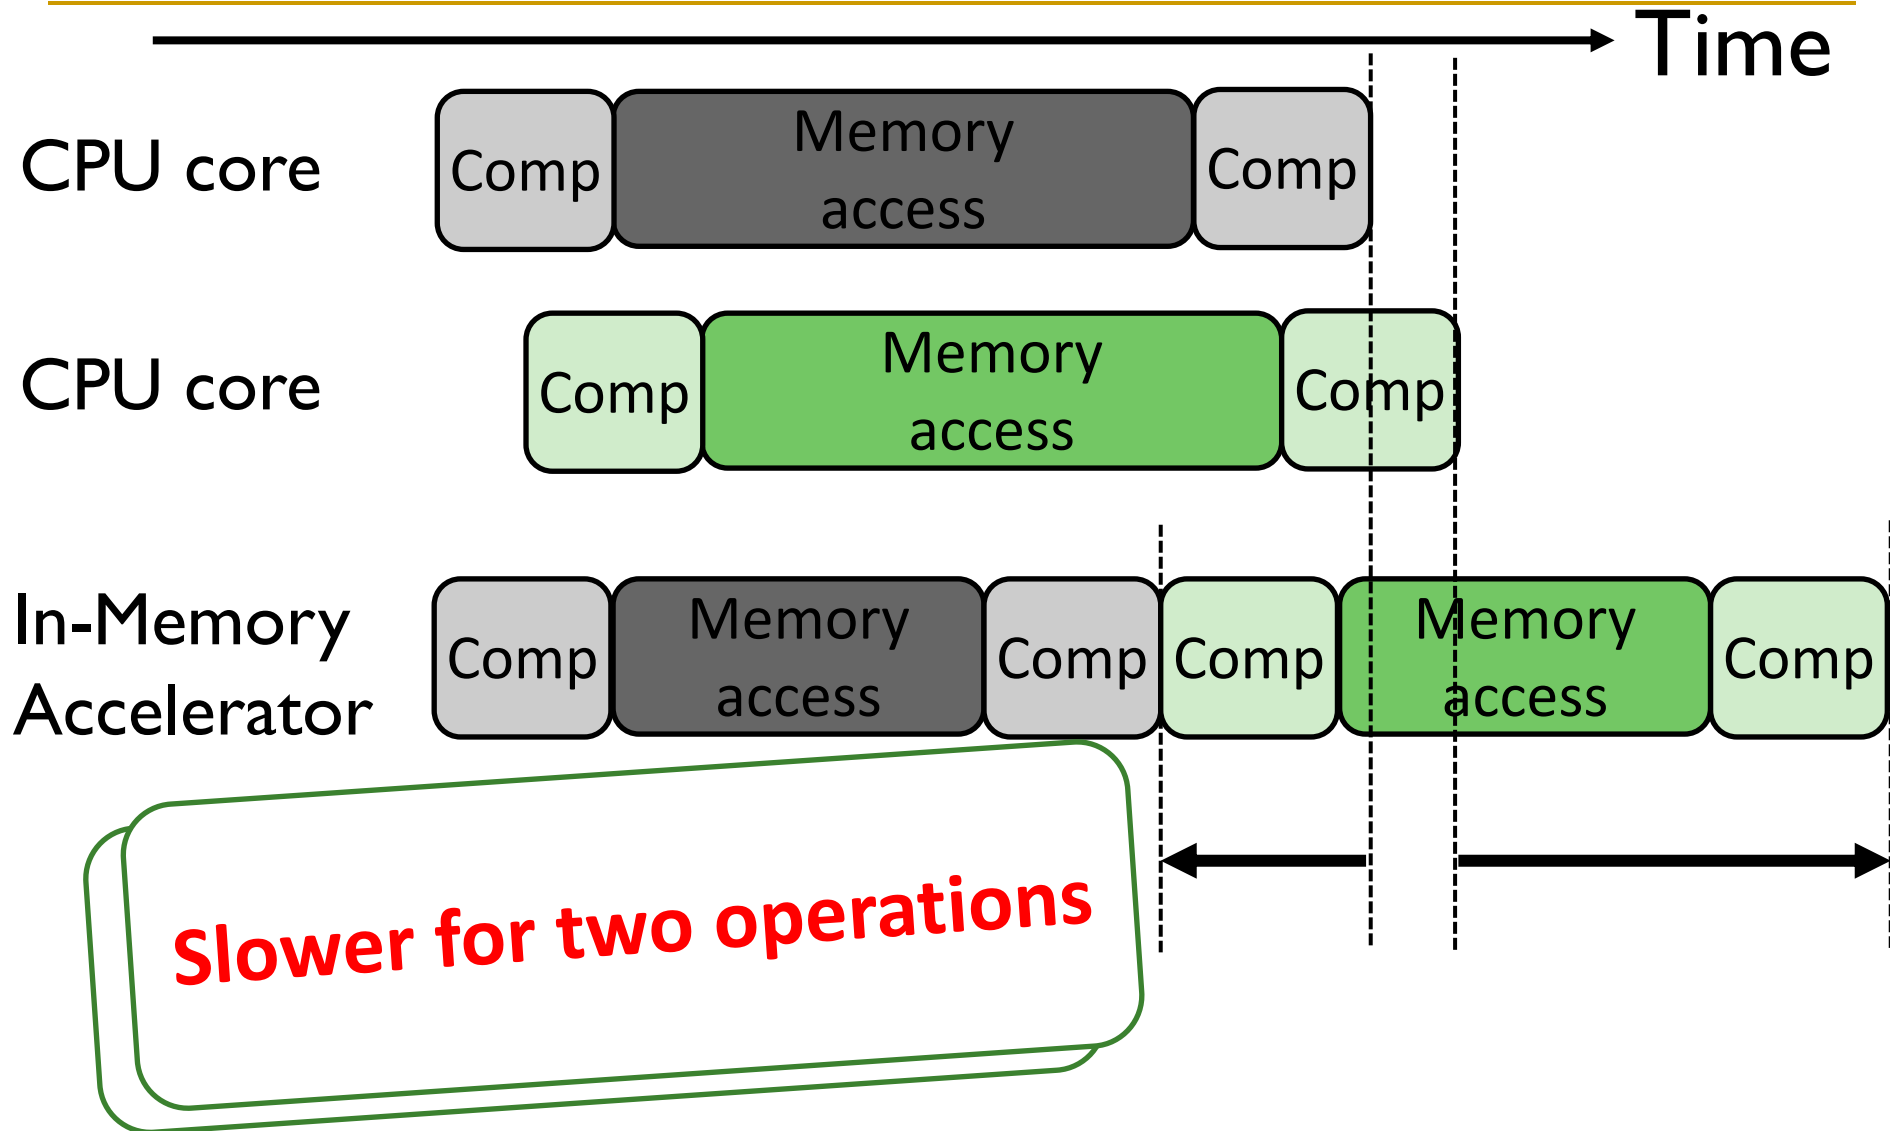 Time
CPU core
Comp
Memory
access
Comp
CPU core
Comp
Memory
access
Comp
In-Memory
Accelerator
Comp
Memory
access
Comp
Comp
Memory
access
Comp
Slower for two operations